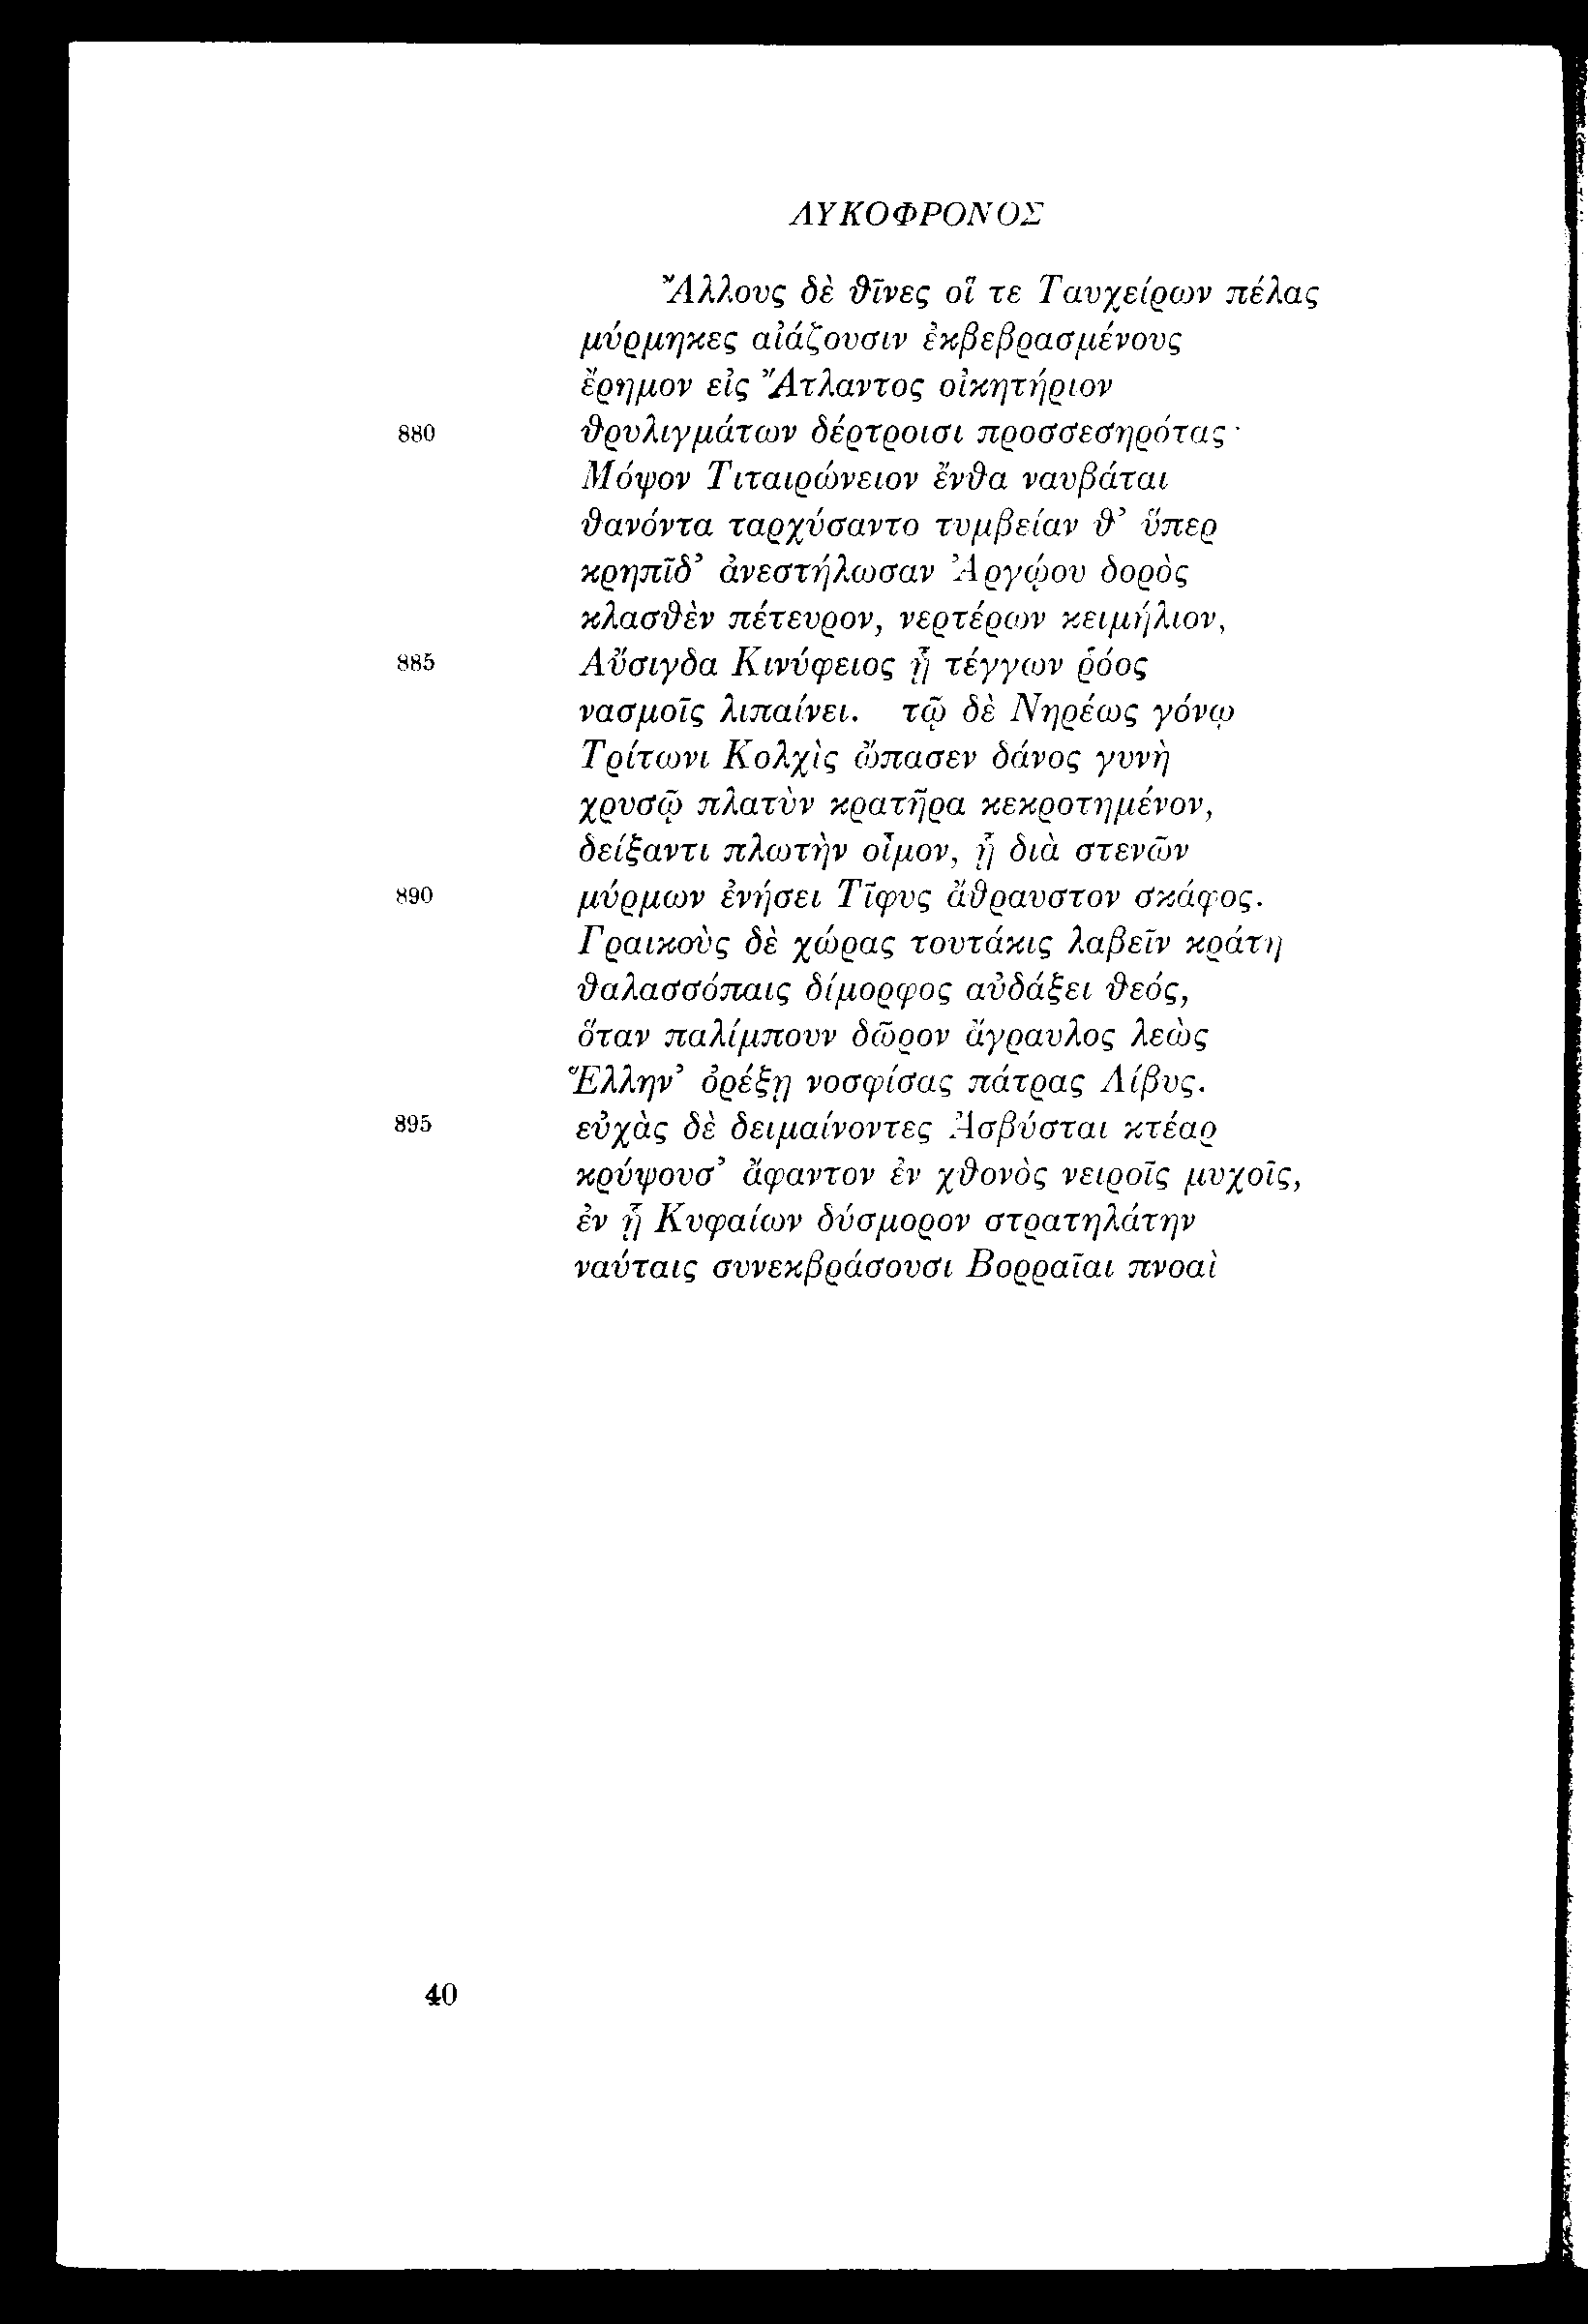 ΛΥΚΟΦΡΟΝΟΣ
Ἄλλους δὲ θῖνες οἵ τε Ταυχείρων πέλας
μύρμηκες αἰάζουσιν ἐκβεβρασμένους
ἔρημον εἰς Ἄτλαντος οἰκητήριον
880 θρυλιγμάτων δέρτροισι προσσεσηρότας·
Μόψον Τιταιρώνειον ἔνθα ναυβάται
θανόντα ταρχύσαντο τυμβείαν θ’ ὕπερ
κρηπῖδ’ ἀνεστήλωσαν Ἀργῴου δορὸς
κλασθὲν πέτευρον, νερτέρων κειμήλιον,
885 Αὔσιγδα Κινύφειος ᾗ τέγγων ῥόος
νασμοῖς λιπαίνει. τῷ δὲ Νηρέως γόνῳ
Τρίτωνι Κολχὶς ὤπασεν δάνος γυνὴ
χρυσῷ πλατὺν κρατῆρα κεκροτημένον,
δείξαντι πλωτὴν οἶμον, ᾗ διὰ στενῶν
890 μύρμων ἐνήσει Τῖφυς ἄθραυστον σκάφος.
Γραικοὺς δὲ χώρας τουτάκις λαβεῖν κράτη
θαλασσόπαις δίμορφος αὐδάξει θεός,
ὅταν παλίμπουν δῶρον ἄγραυλος λεὼς
Ἕλλην’ ὀρέξῃ νοσφίσας πάτρας Λίβυς.
895 εὐχὰς δὲ δειμαίνοντες Ἀσβύσται κτέαρ
κρύψουσ’ ἄφαντον ἐν χθονὸς νειροῖς μυχοῖς,
ἐν ᾗ Κυφαίων δύσμορον στρατηλάτην
ναύταις συνεκβράσουσι Βορραῖαι πνοαὶ
40